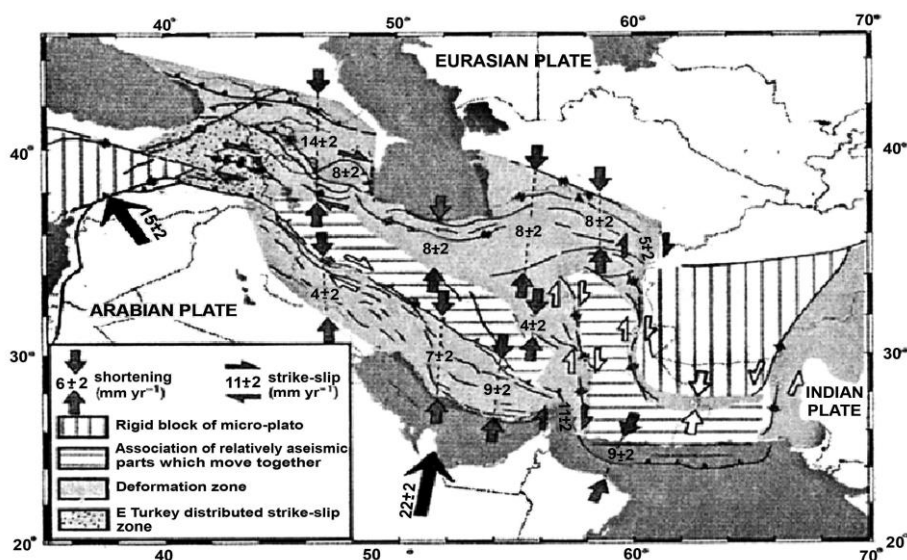 40° 50° 60° 70°
EURASIAN PLATE
40° 14±2 8±2 40°
15±2 8±2 8±2 8±2 5±2
ARABIAN PLATE 4±2 4±2
30° 7±2 30°
9±2 11±2 INDIAN
PLATE
9±2
22±2
6±2 shortening (mm yr⁻¹) 11±2 strike-slip (mm yr⁻¹)
Rigid block of micro-plato
Association of relatively aseismic
parts which move together
Deformation zone
E Turkey distributed strike-slip
zone
20° 20°
40 50 60 70°